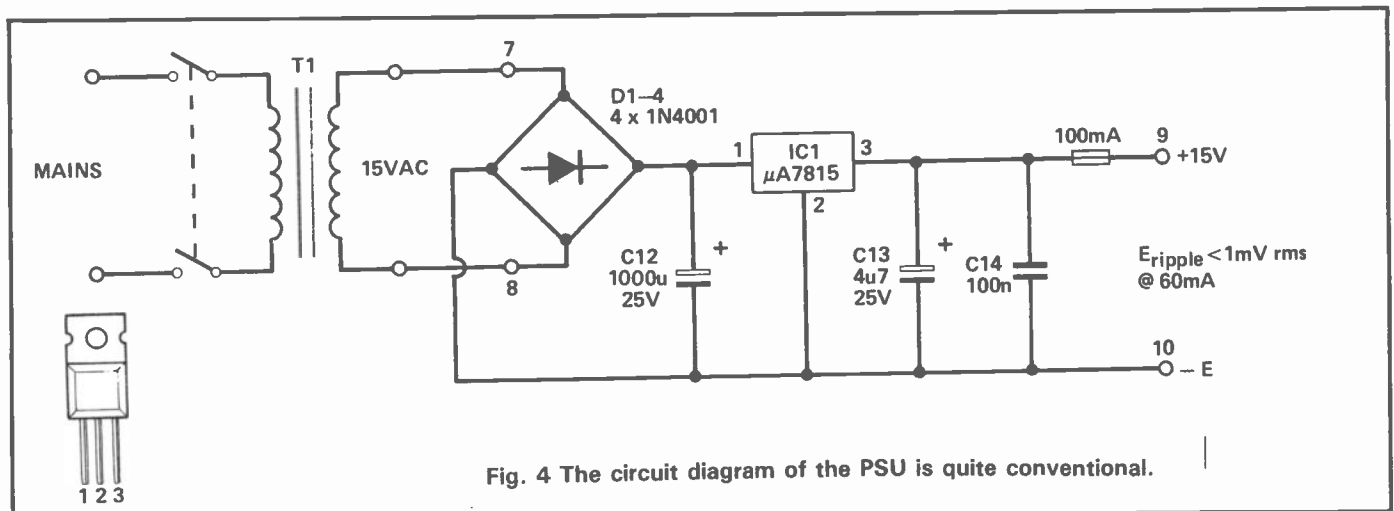 T1
7
D1–4
4 x 1N4001
MAINS
15VAC
8
1
IC1
µA7815
3
2
100mA
9
+15V
C12
1000u
25V
+
C13
4u7
25V
+
C14
100n
Eripple<1mV rms
@ 60mA
10
– E
1 2 3
Fig. 4 The circuit diagram of the PSU is quite conventional.